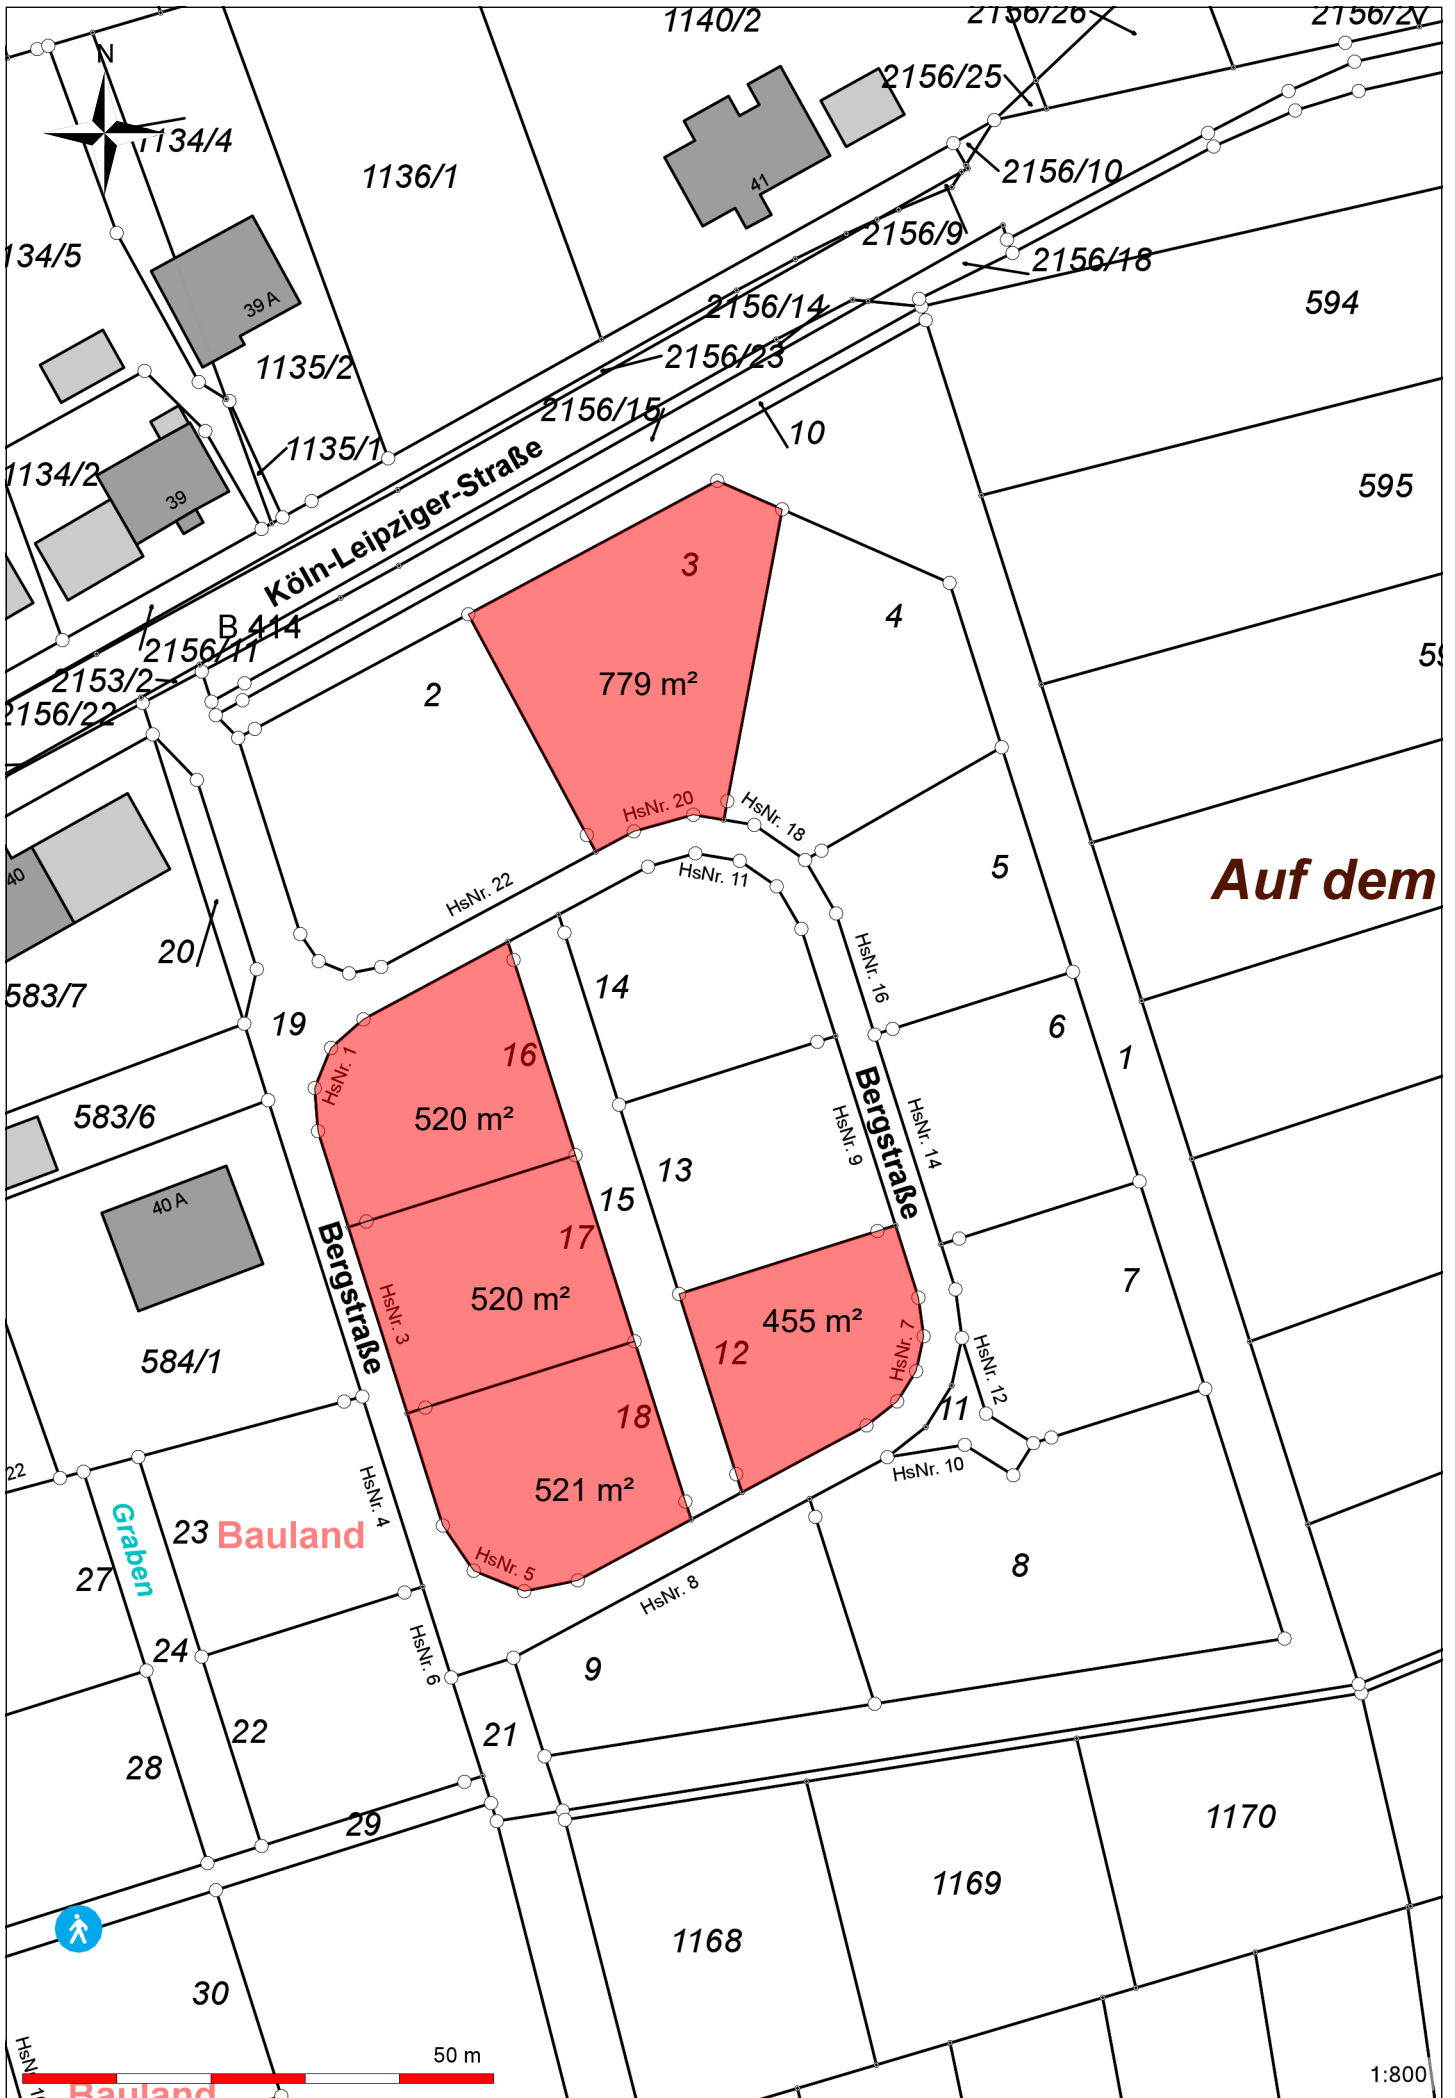 1140/2
2156/26
2156/27
N
2156/25
1134/4
1136/1
41
2156/10
2156/9
134/5
2156/18
39 A
2156/14
594
1135/2
2156/23
2156/15
10
1135/1
1134/2
39
595
Köln-Leipziger-Straße
3
4
B 414
2156/11
2153/2
2156/22
2
779 m²
HsNr. 20
HsNr. 18
40
HsNr. 22
HsNr. 11
5
Auf dem
20
583/7
14
HsNr. 16
19
6
1
16
HsNr. 1
583/6
520 m²
Bergstraße
HsNr. 9
HsNr. 14
13
15
40 A
17
Bergstraße
HsNr. 3
520 m²
7
455 m²
12
HsNr. 7
584/1
HsNr. 12
18
11
22
HsNr. 10
521 m²
HsNr. 4
Graben
23
Bauland
27
HsNr. 5
8
HsNr. 8
24
HsNr. 6
9
22
21
28
29
1170
1169
1168
30
50 m
1:800
Bauland